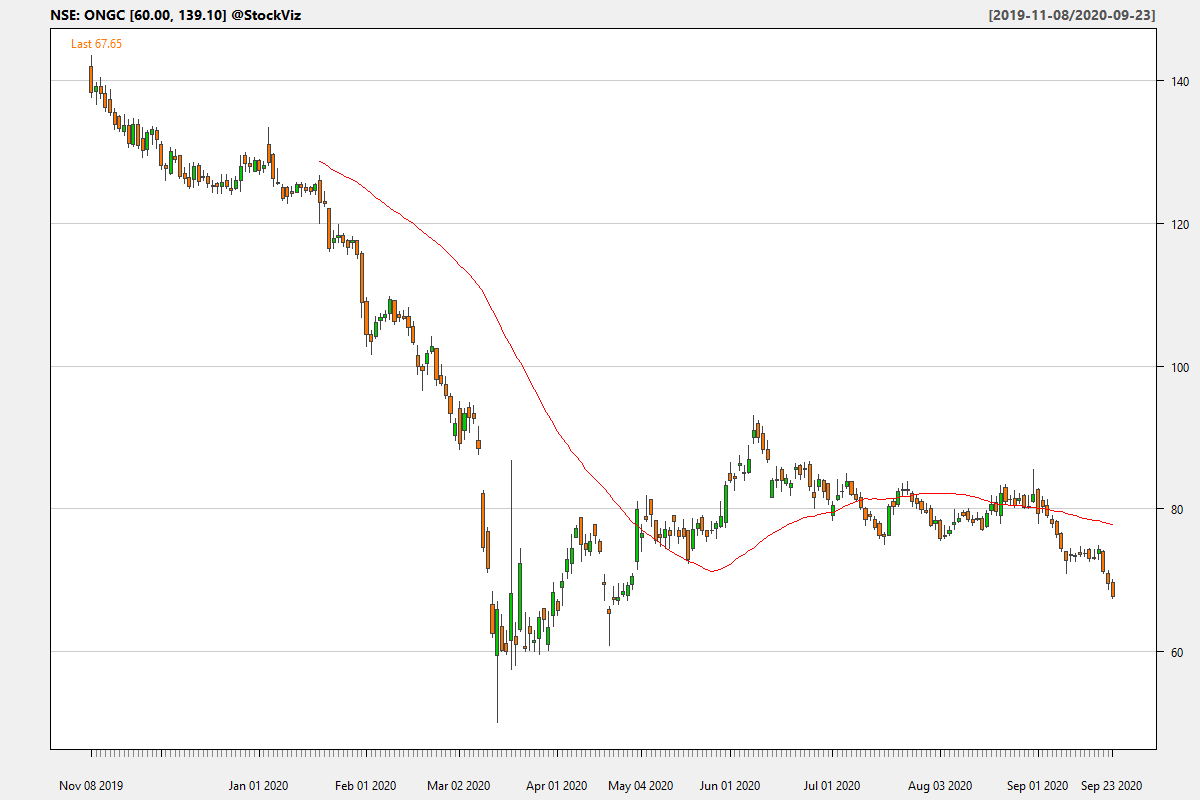 NSE: ONGC [60.00, 139.10] @StockViz
[2019-11-08/2020-09-23]
Last 67.65
140
120
100
80
60
Nov 08 2019
Jan 01 2020
Feb 01 2020
Mar 02 2020
Apr 01 2020
May 04 2020
Jun 01 2020
Jul 01 2020
Aug 03 2020
Sep 01 2020
Sep 23 2020